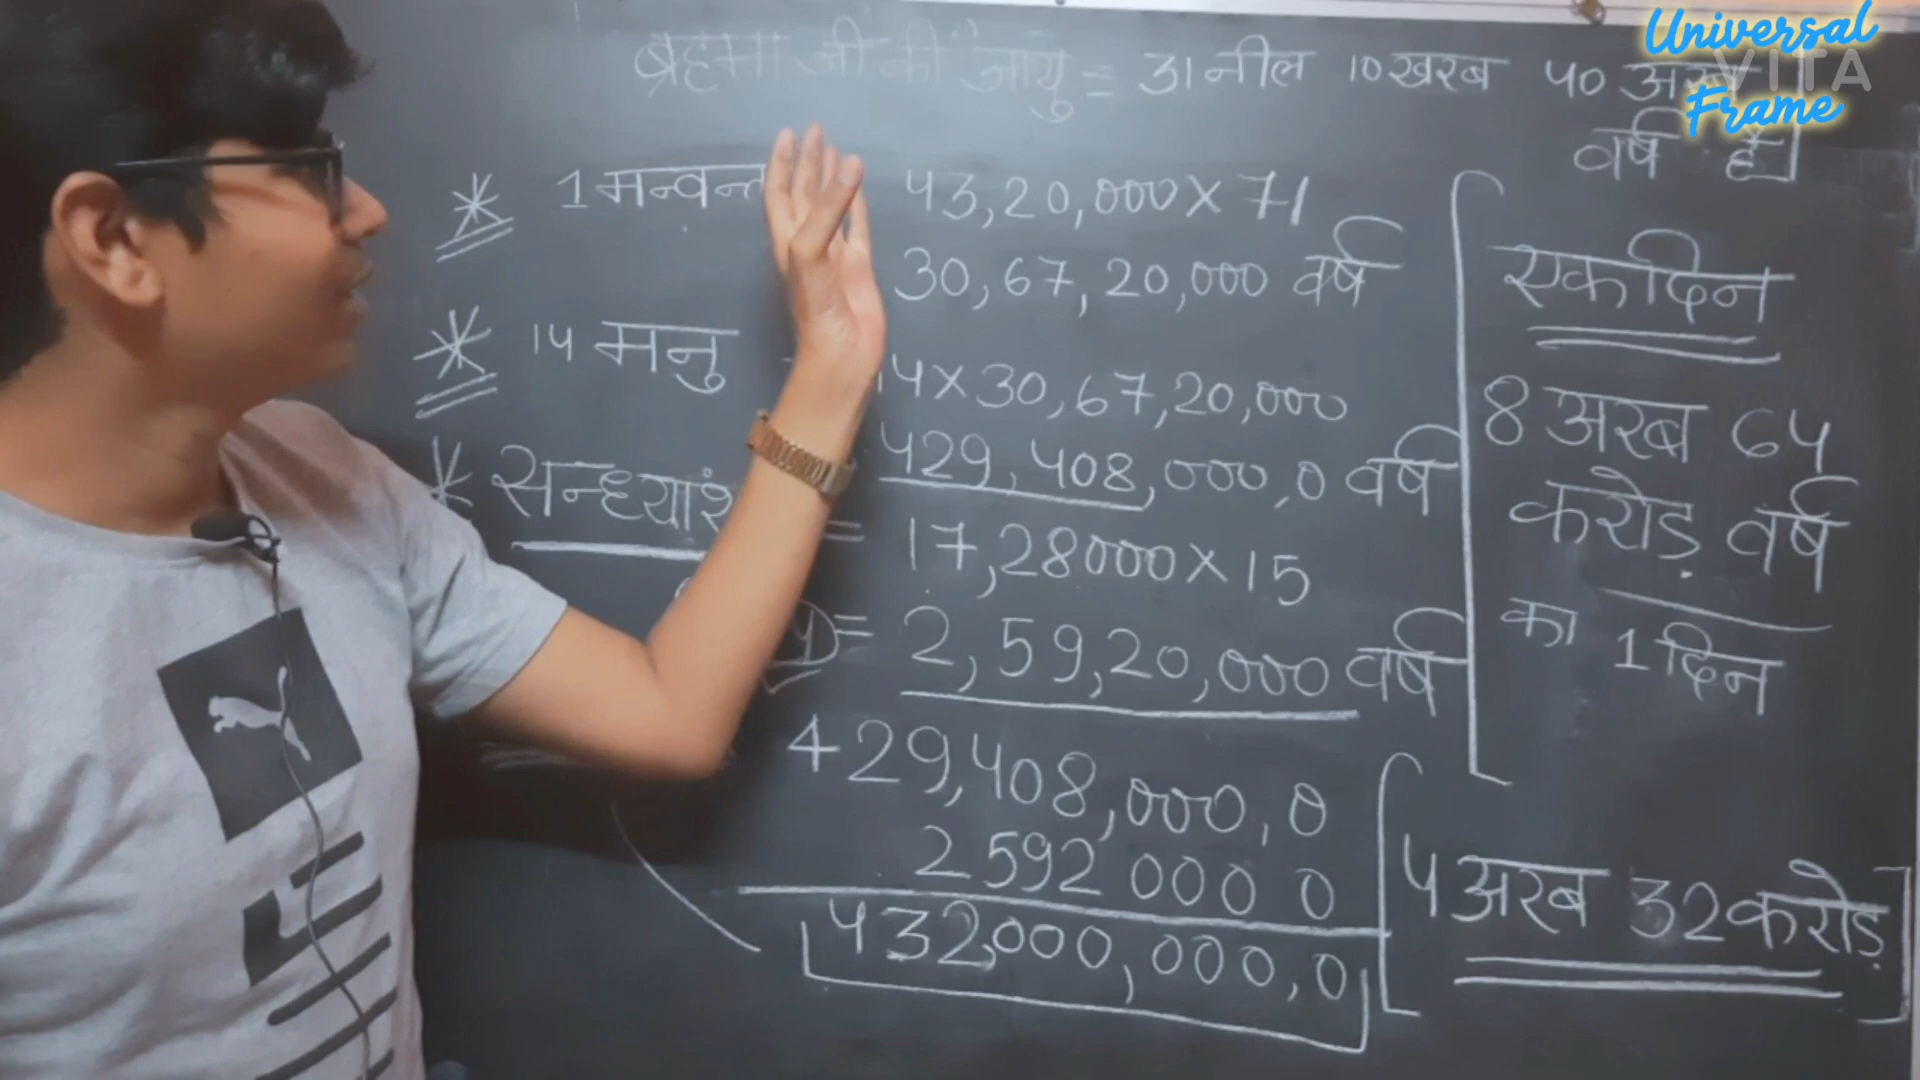 ब्रह्मा जी की आयु = 31 नील 10 खरब 40 अरब
वर्ष है]
* 1 मन्वन्त 43,20,000 × 71
30,67,20,000 वर्ष
* 14 मनु 14×30,67,20,000
429,408,000,0 वर्ष
* सन्ध्यांश = 17,28000×15
= 2,59,20,000 वर्ष
429,408,000,0
2592 000 0
432000,000,0
[4 अरब 32 करोड़]
एक दिन
8 अरब 64
करोड़ वर्ष
का 1 दिन
Universal
Frame
VITA